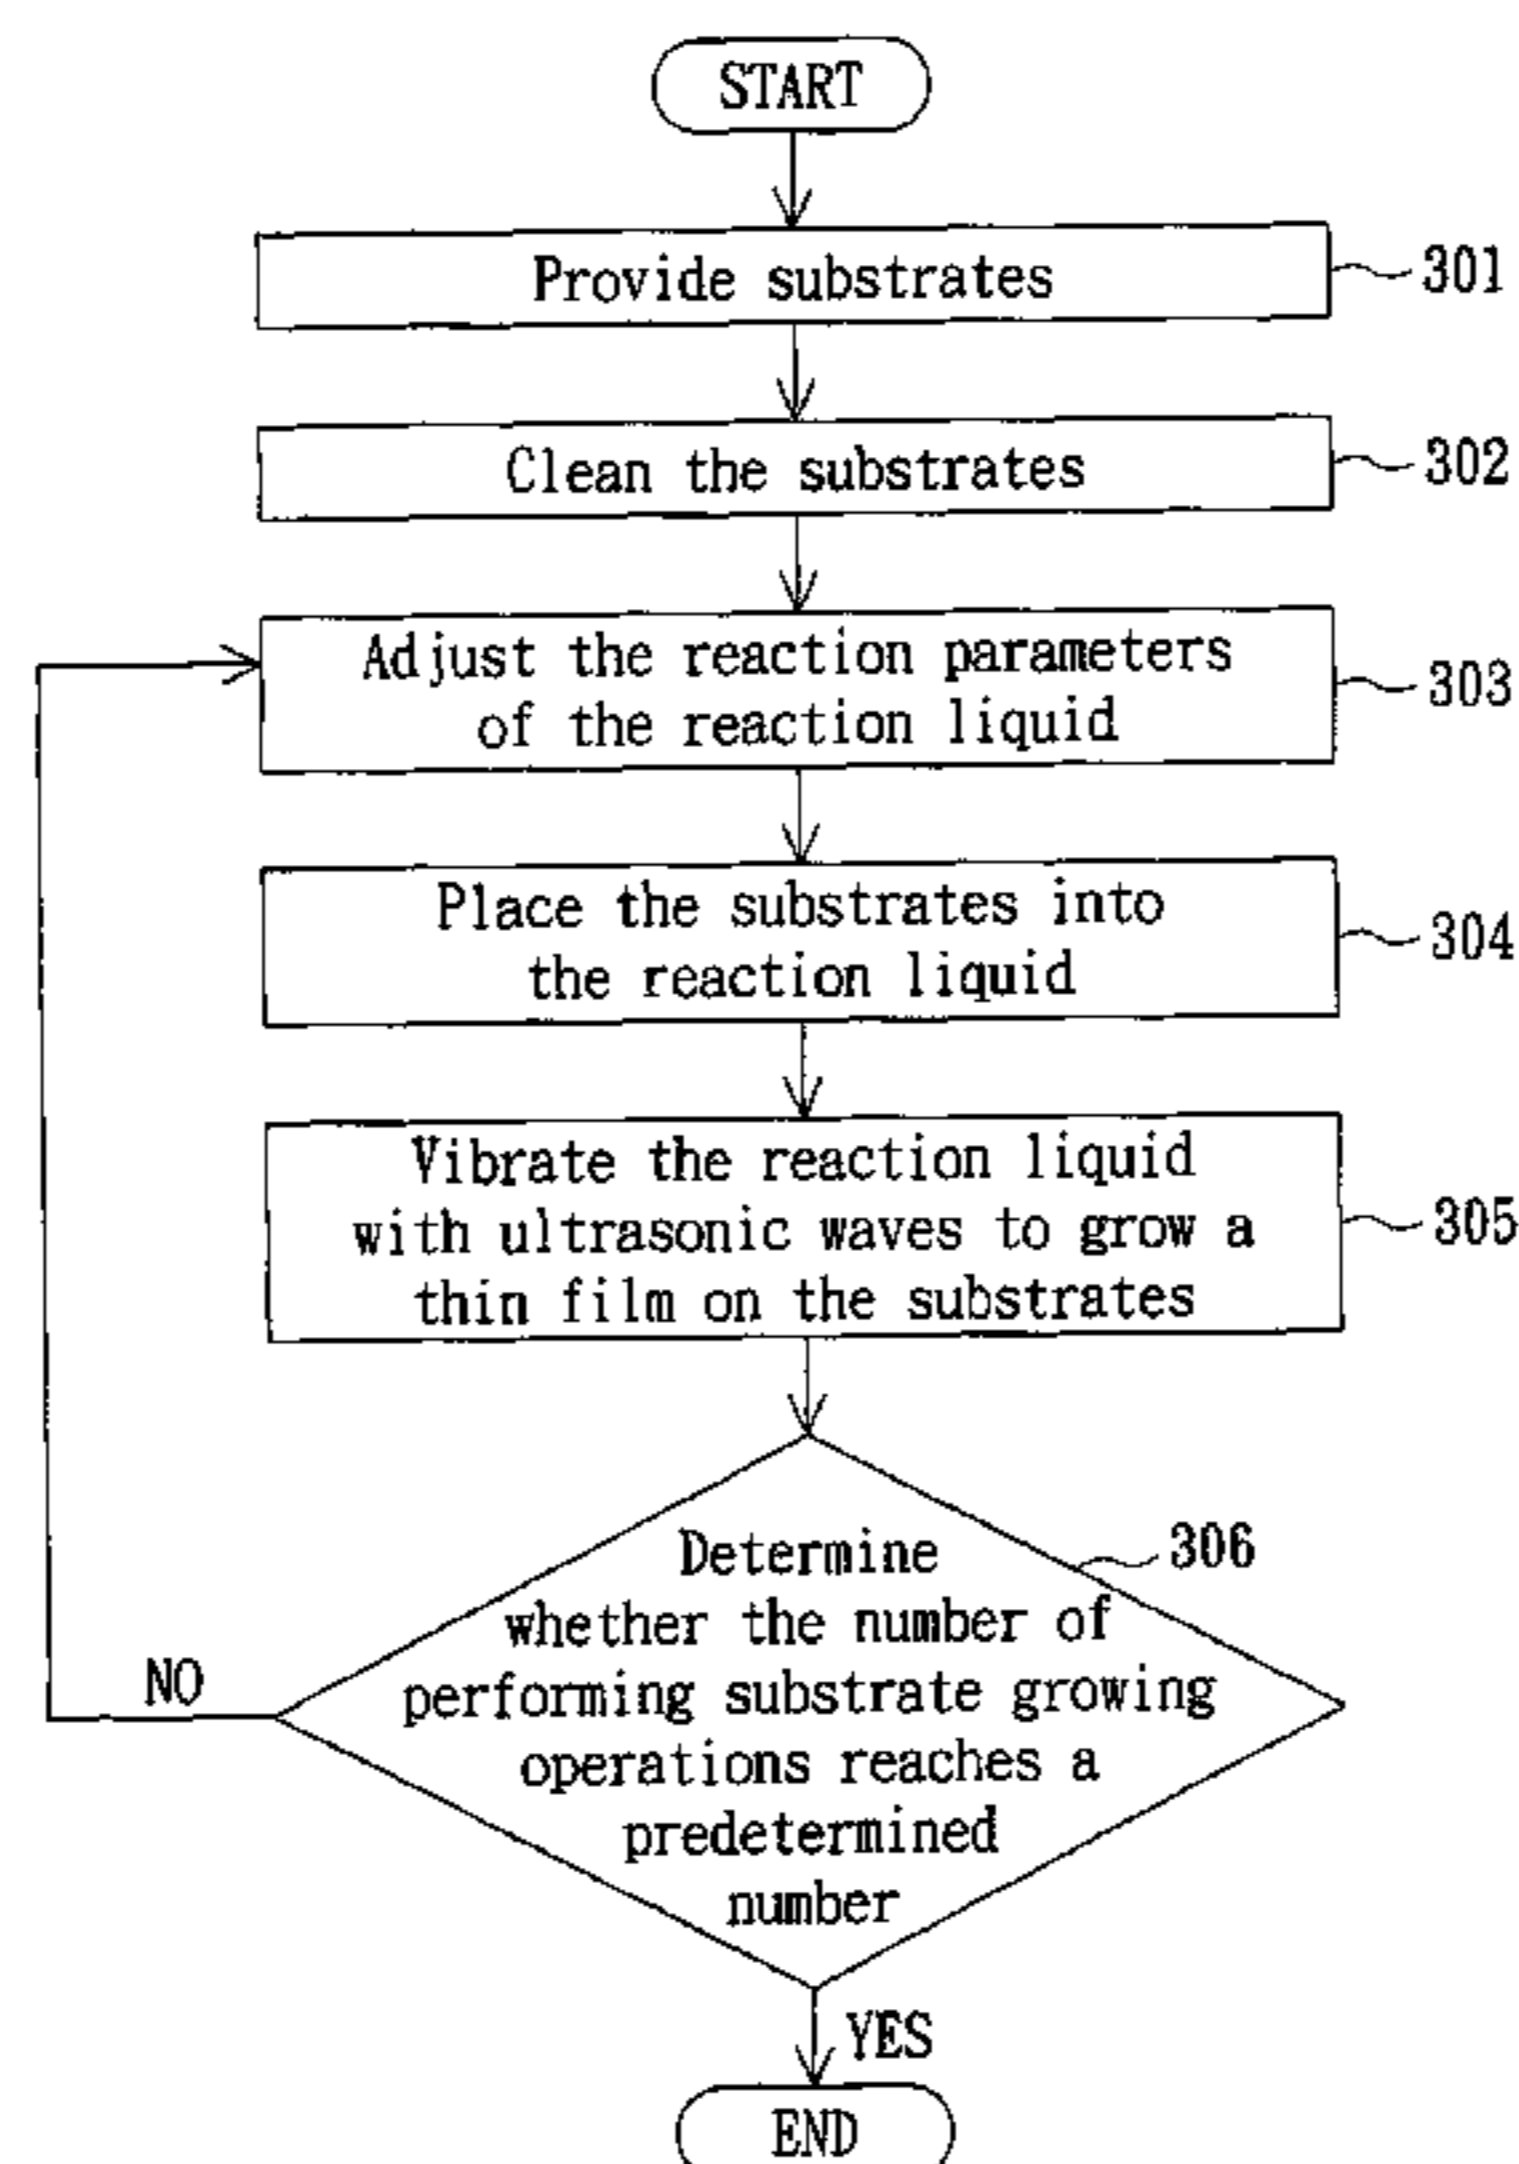 START
Provide substrates
301
Clean the substrates
302
Adjust the reaction parameters
of the reaction liquid
303
Place the substrates into
the reaction liquid
304
Vibrate the reaction liquid
with ultrasonic waves to grow a
thin film on the substrates
305
Determine
whether the number of
performing substrate growing
operations reaches a
predetermined
number
306
NO
YES
END